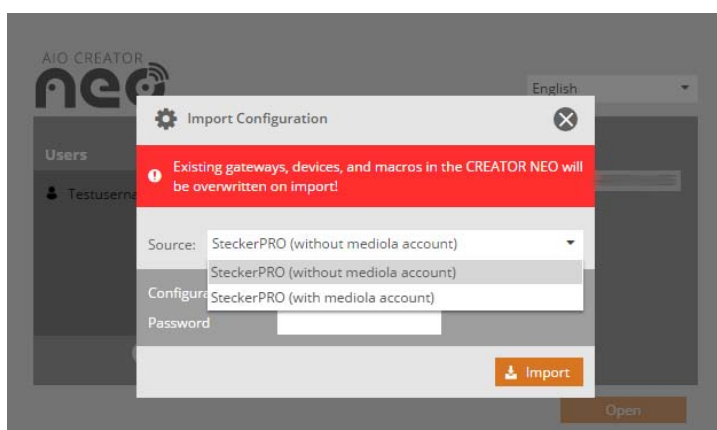 AIO CREATOR
neo
English
Import Configuration
Users
Existing gateways, devices, and macros in the CREATOR NEO will
be overwritten on import!
Testuserna
Source: SteckerPRO (without mediola account)
SteckerPRO (without mediola account)
Configura
SteckerPRO (with mediola account)
Password
Import
Open